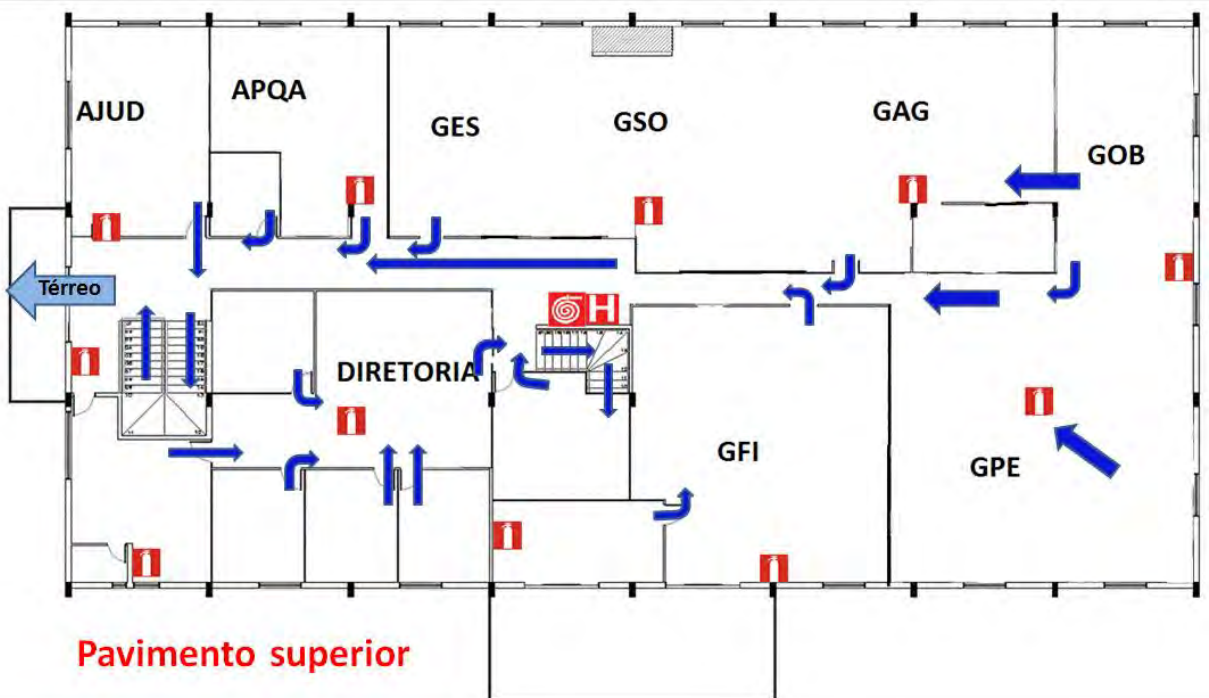 AJUD
APQA
GES
GSO
GAG
GOB
Térreo
H
DIRETORIA
GFI
GPE
Pavimento superior